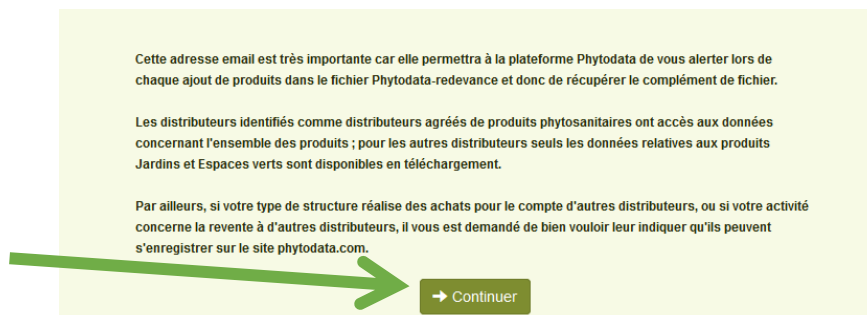 Cette adresse email est très importante car elle permettra à la plateforme Phytodata de vous alerter lors de
chaque ajout de produits dans le fichier Phytodata-redevance et donc de récupérer le complément de fichier.
Les distributeurs identifiés comme distributeurs agréés de produits phytosanitaires ont accès aux données
concernant l'ensemble des produits ; pour les autres distributeurs seuls les données relatives aux produits
Jardins et Espaces verts sont disponibles en téléchargement.
Par ailleurs, si votre type de structure réalise des achats pour le compte d'autres distributeurs, ou si votre activité
concerne la revente à d'autres distributeurs, il vous est demandé de bien vouloir leur indiquer qu'ils peuvent
s'enregistrer sur le site phytodata.com.
Continuer